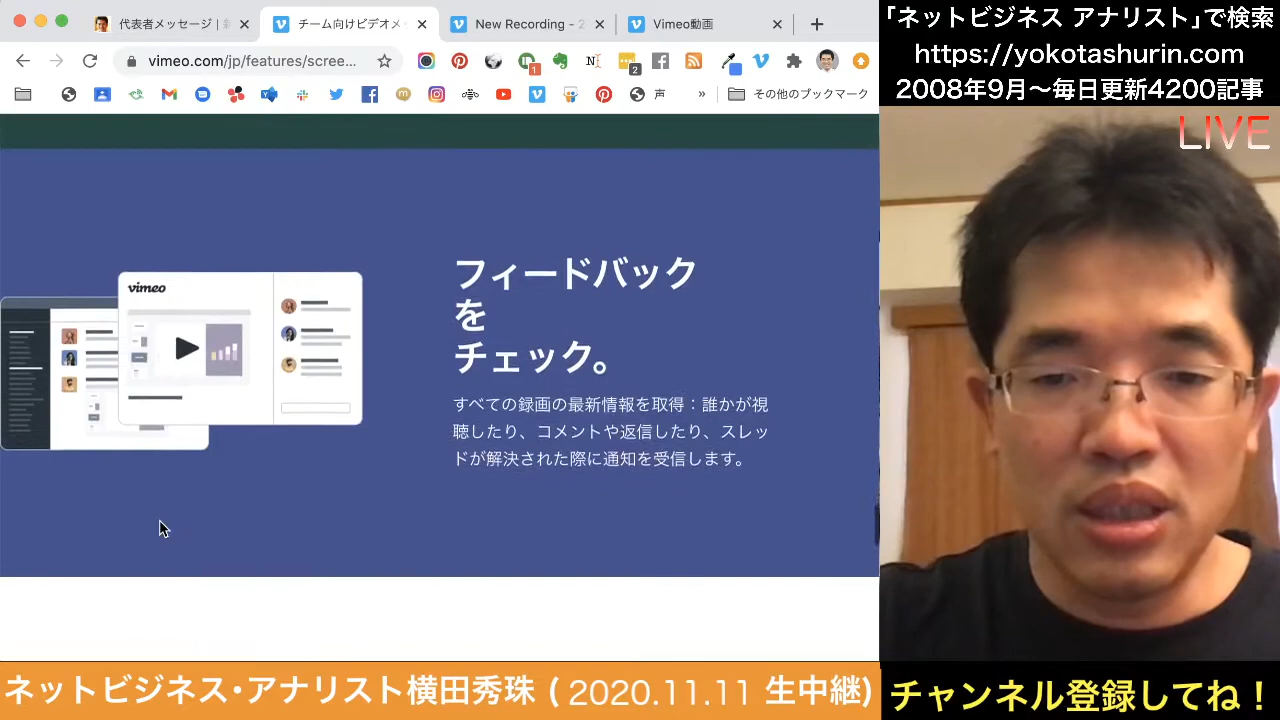 代表者メッセージ | 新
チーム向けビデオメ
New Recording - 2
Vimeo動画
vimeo.com/jp/features/scree...
1
2
声
»
その他のブックマーク
vimeo
フィードバック
を
チェック。
すべての録画の最新情報を取得：誰かが視
聴したり、コメントや返信したり、スレッ
ドが解決された際に通知を受信します。
「ネットビジネス アナリスト」で検索
https://yokotashurin.com
2008年9月〜毎日更新4200記事
LIVE
ネットビジネス・アナリスト横田秀珠 ( 2020.11.11 生中継)
チャンネル登録してね！